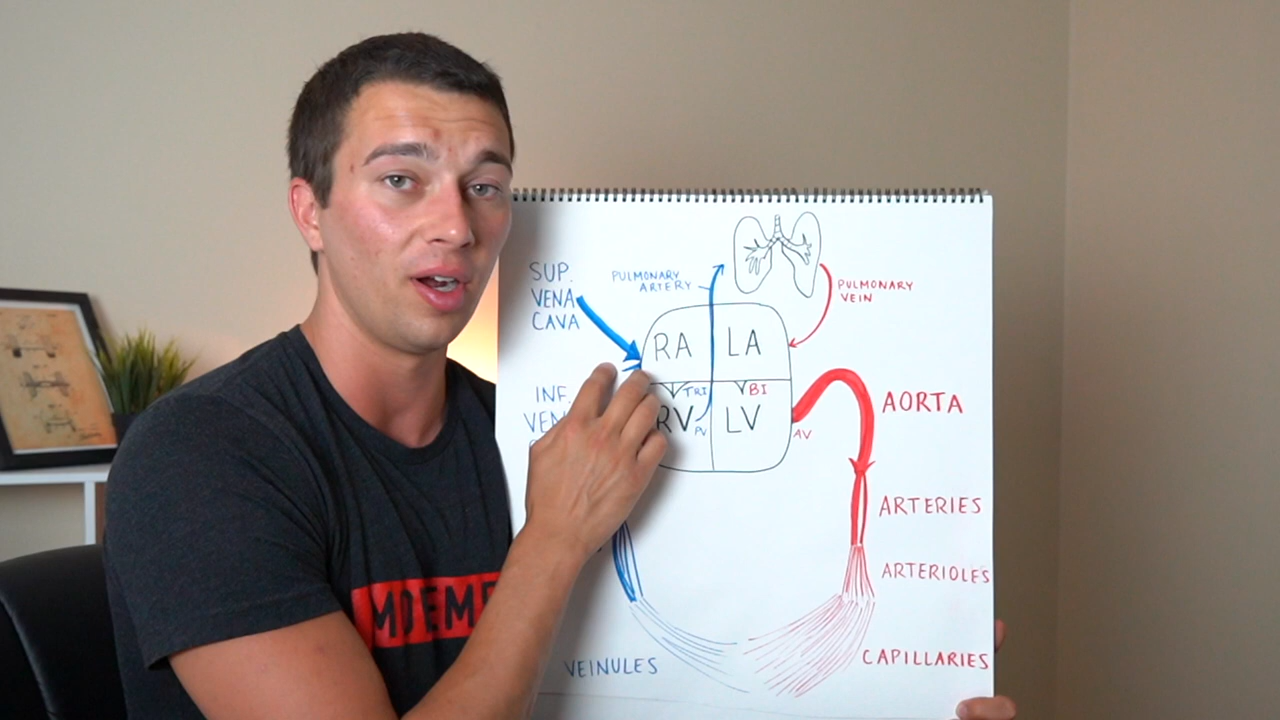 SUP.
VENA
CAVA
PULMONARY
ARTERY
PULMONARY
VEIN
RA
LA
TRI
BI
RV
PV
LV
AV
INF.
AORTA
ARTERIES
ARTERIOLES
CAPILLARIES
VEINULES